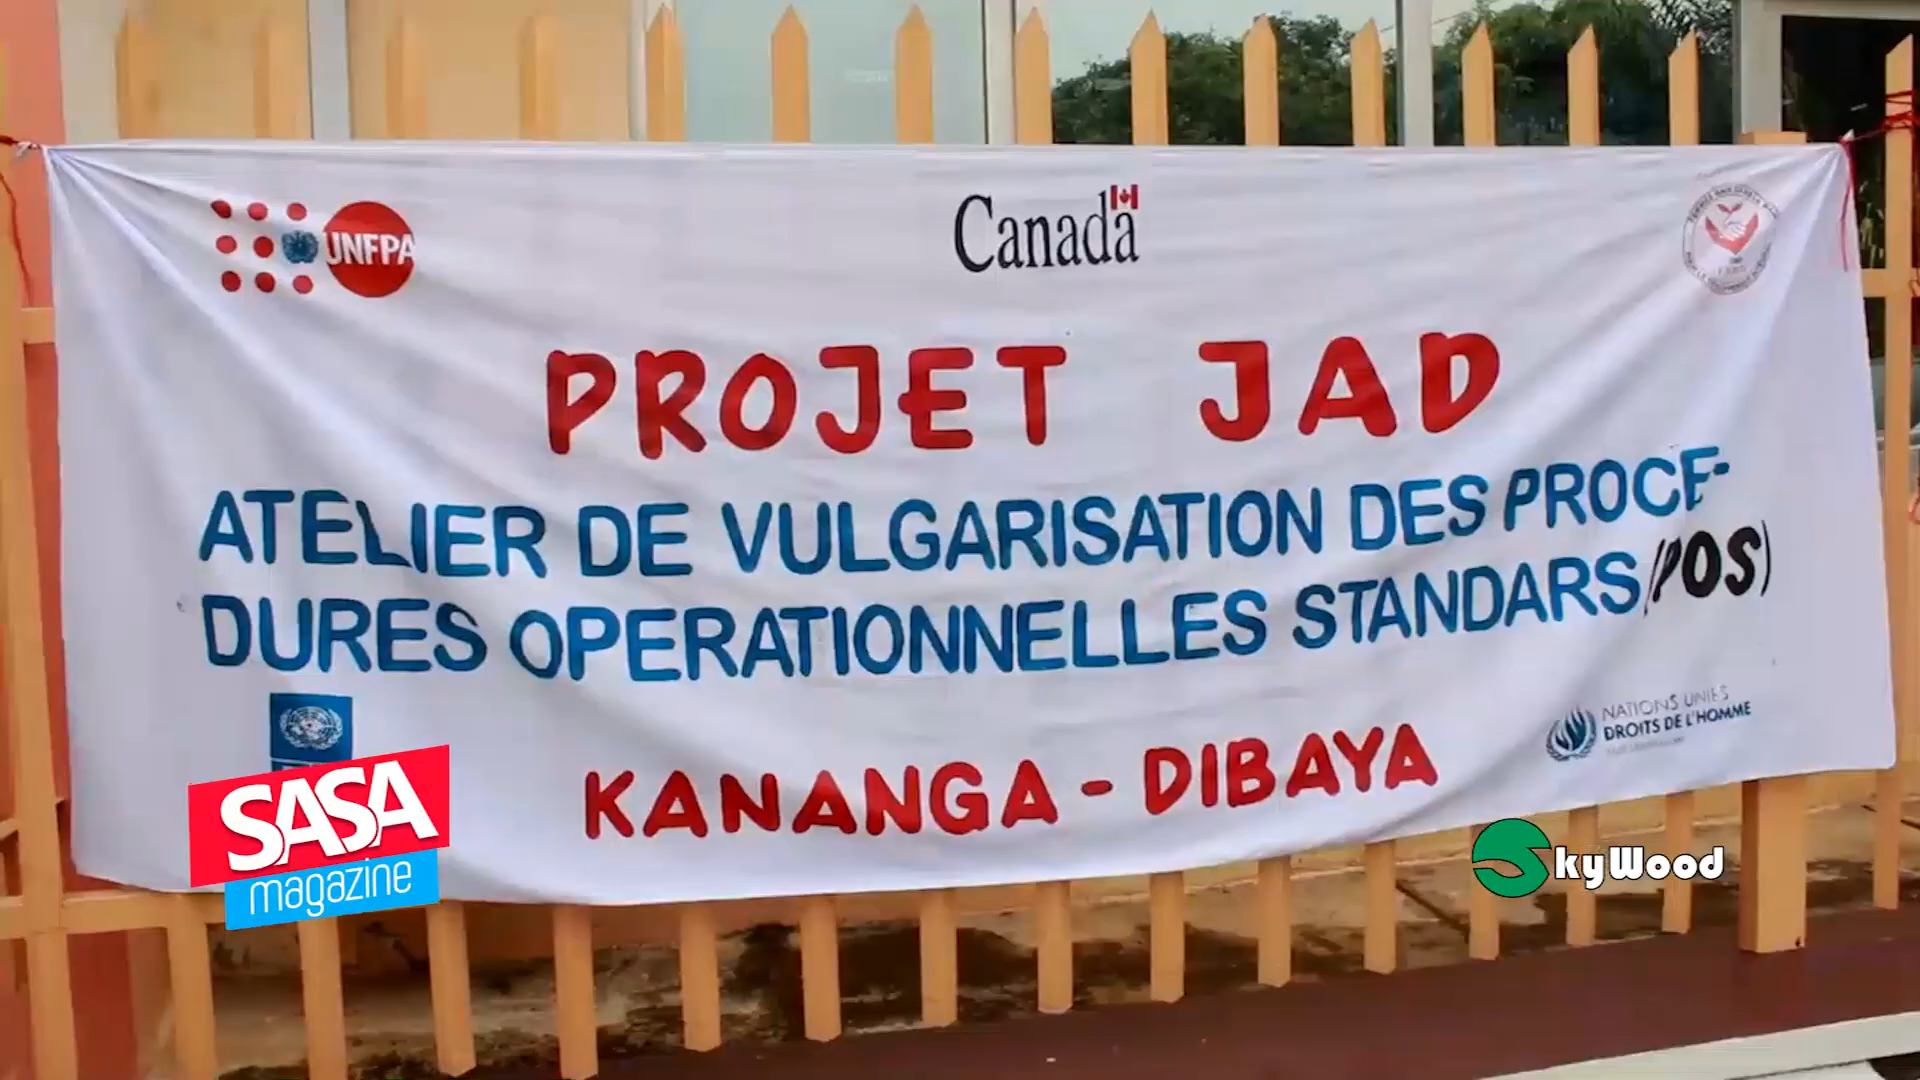 UNFPA
Canada
PROJET JAD
ATELIER DE VULGARISATION DES PROCE-
DURES OPERATIONNELLES STANDARS (POS)
NATIONS UNIES
DROITS DE L'HOMME
KANANGA - DIBAYA
SASA
magazine
SkyWood